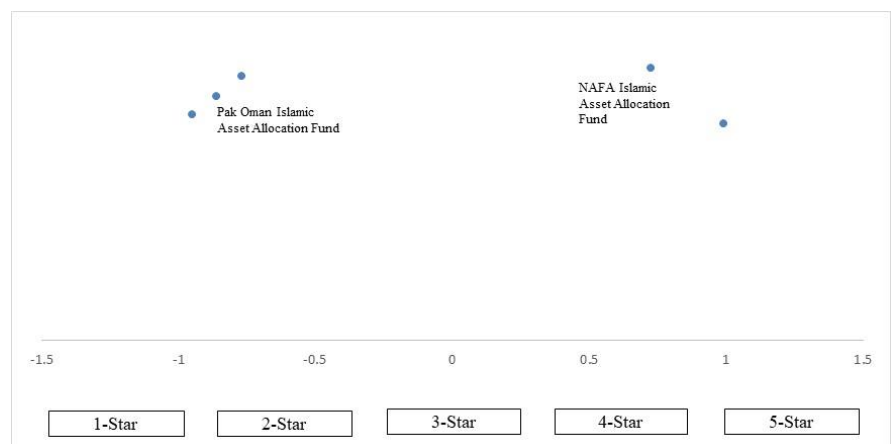 NAFA Islamic
Asset Allocation
Fund
Pak Oman Islamic
Asset Allocation Fund
-1.5 -1 -0.5 0 0.5 1 1.5
1-Star 2-Star 3-Star 4-Star 5-Star